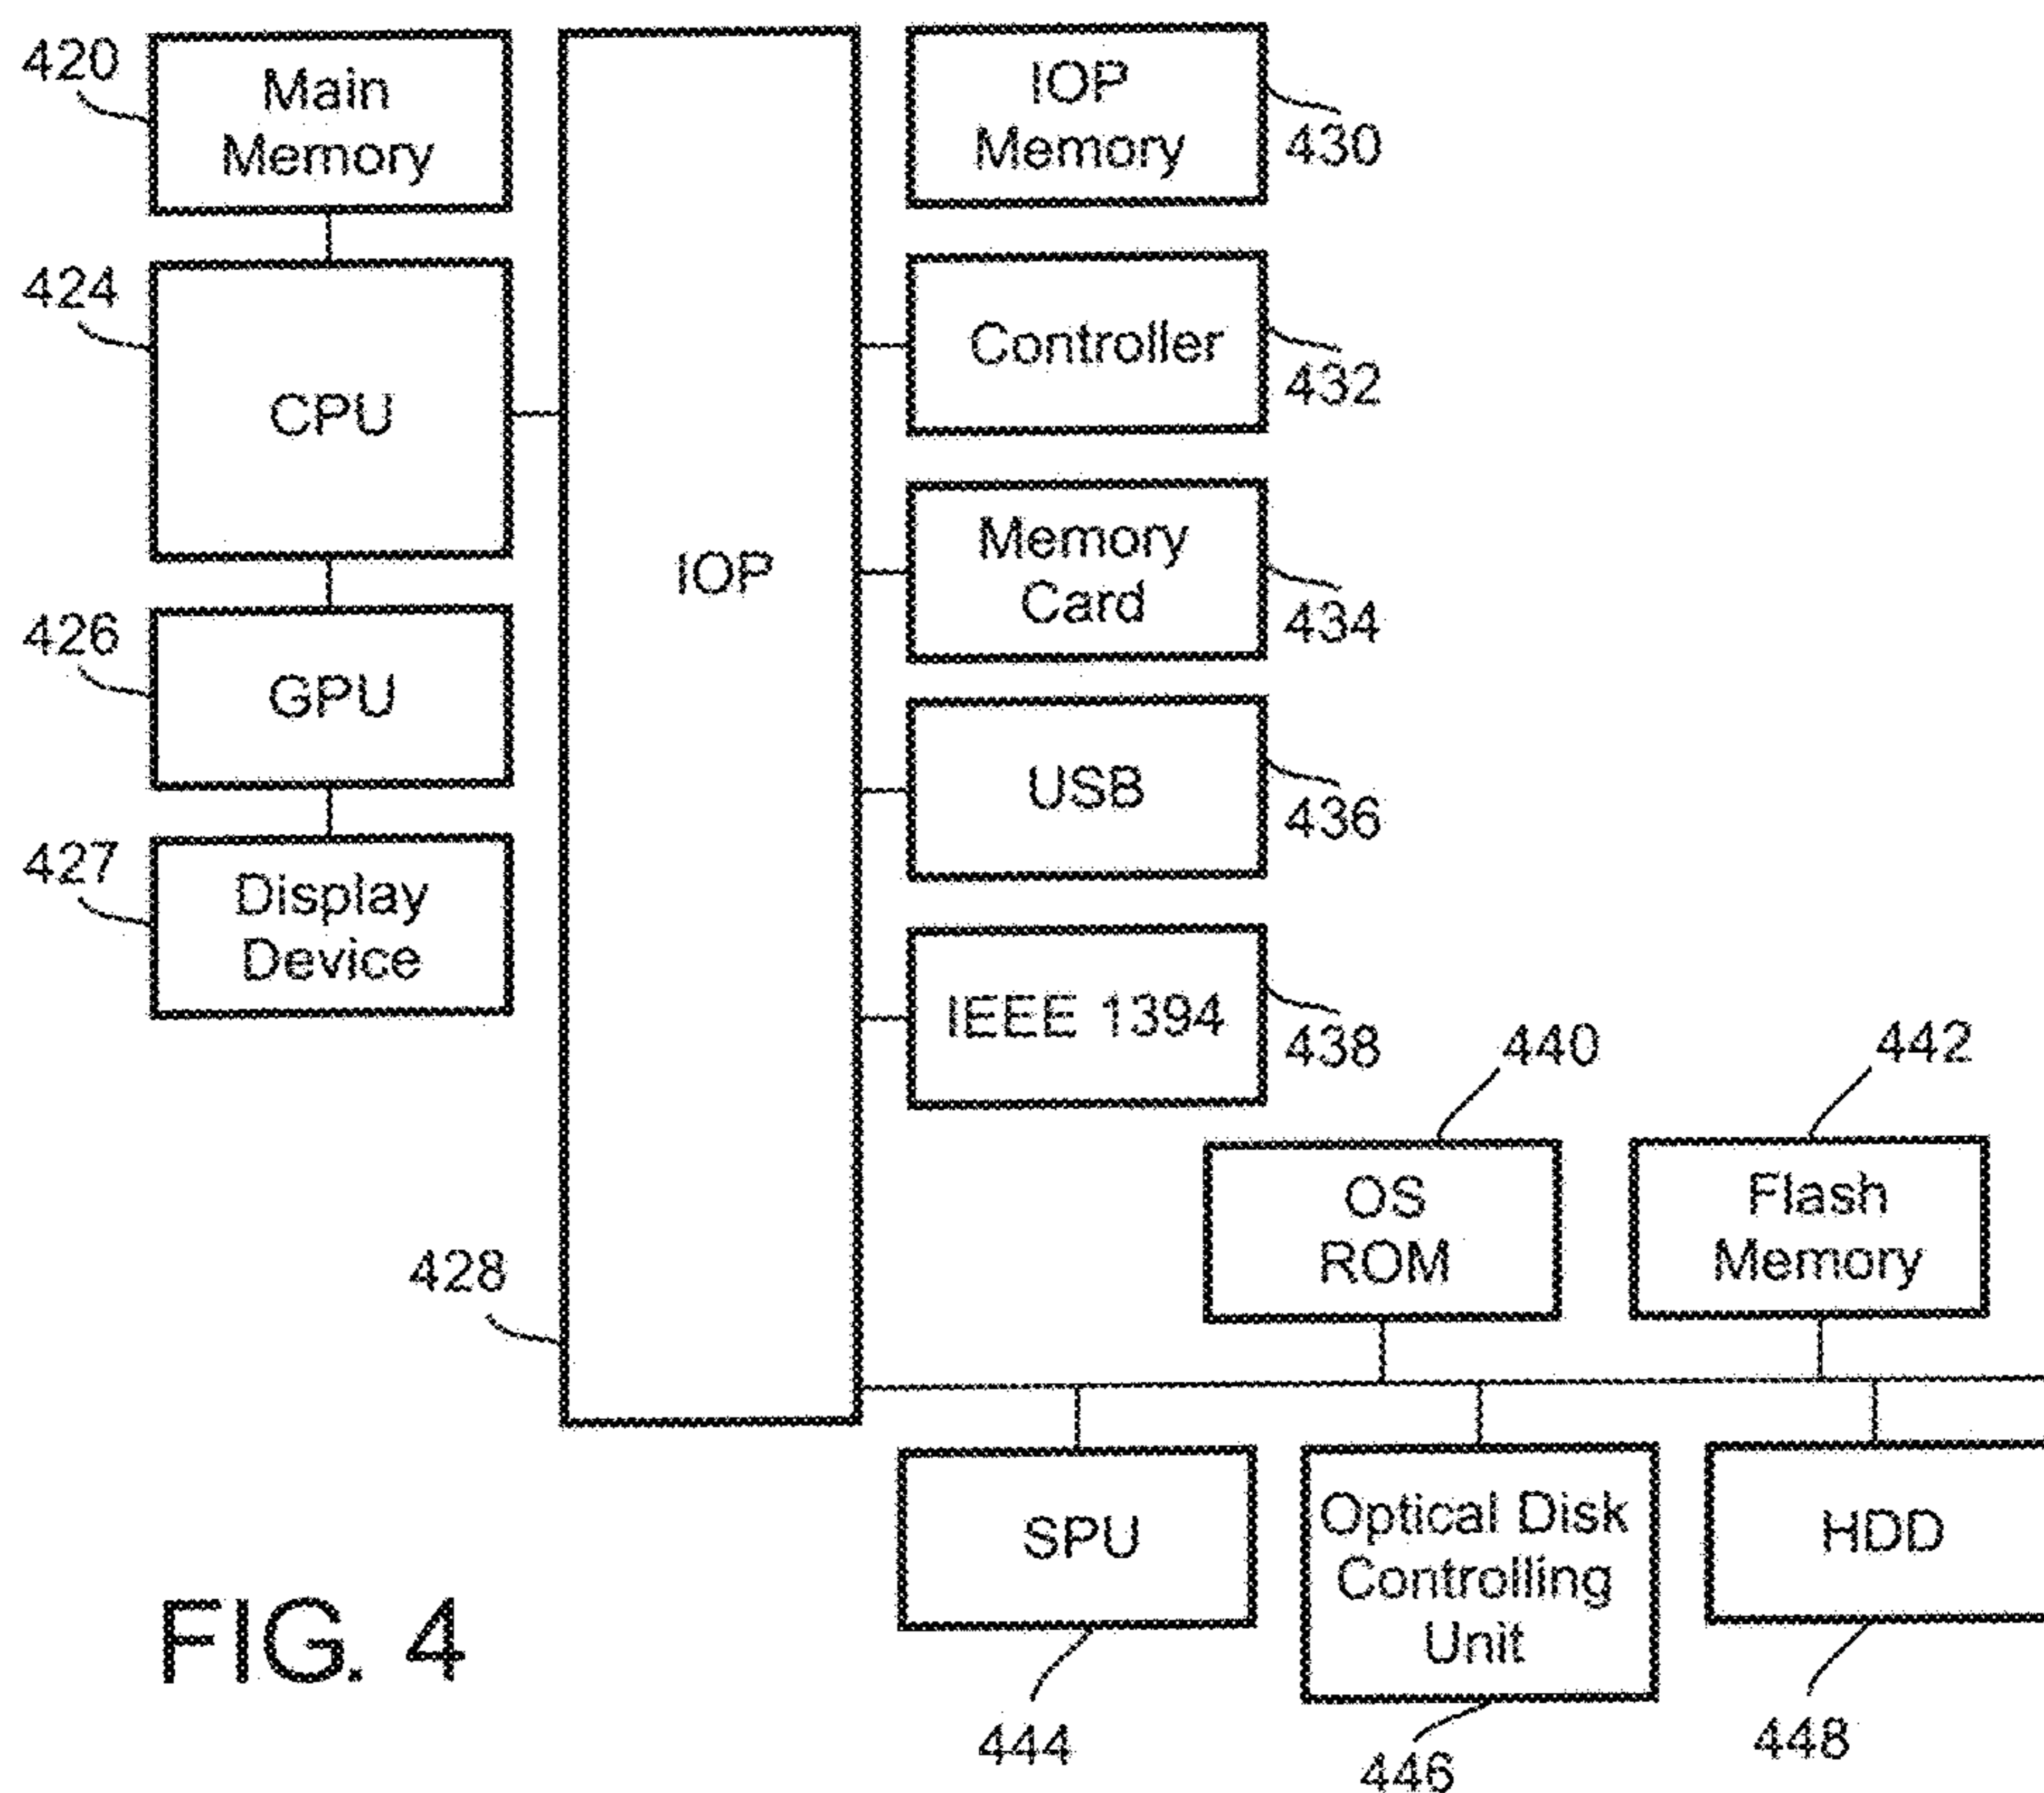 420
Main
Memory
424
CPU
426
GPU
427
Display
Device
428
IOP
IOP
Memory
430
Controller
432
Memory
Card
434
USB
436
IEEE 1394
438
440
OS
ROM
442
Flash
Memory
SPU
444
Optical Disk
Controlling
Unit
446
HDD
448
FIG. 4